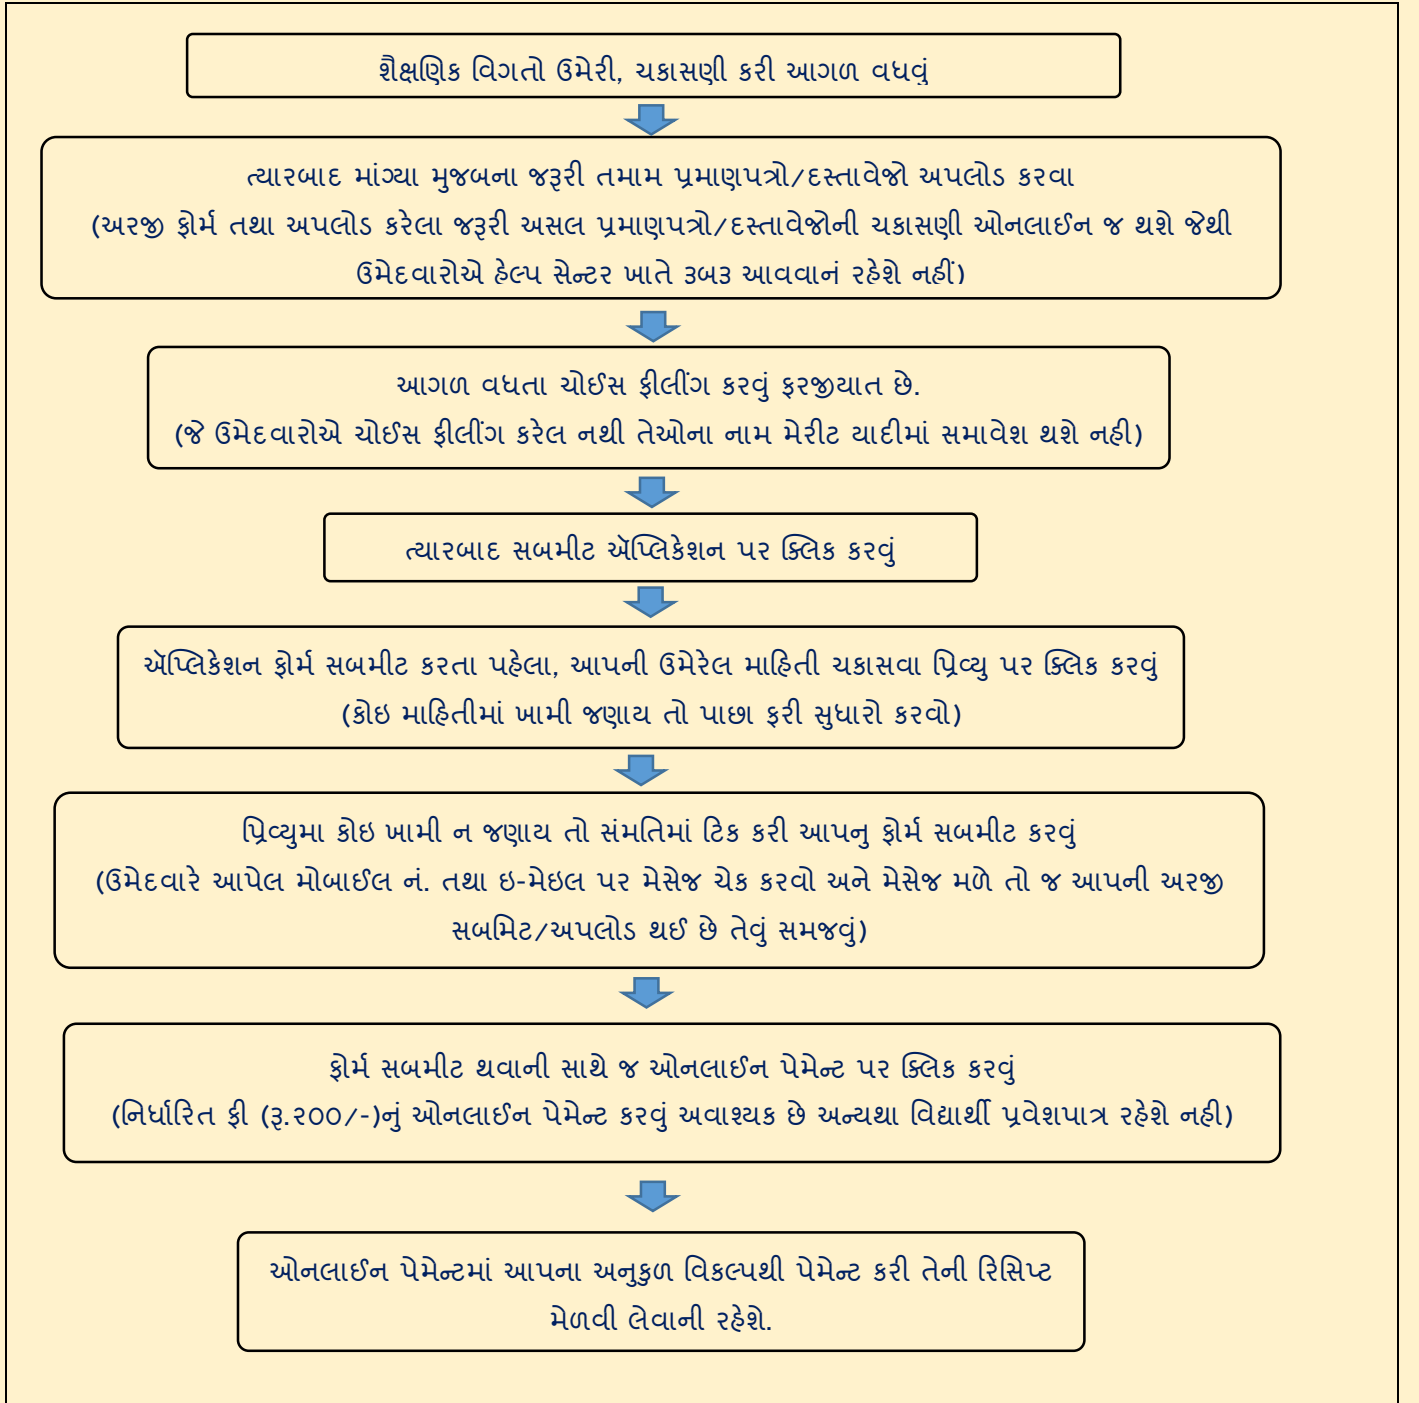 શૈક્ષણિક વિગતો ઉમેરી, ચકાસણી કરી આગળ વધવું
ત્યારબાદ માંગ્યા મુજબના જરૂરી તમામ પ્રમાણપત્રો/દસ્તાવેજો અપલોડ કરવા
(અરજી ફોર્મ તથા અપલોડ કરેલા જરૂરી અસલ પ્રમાણપત્રો/દસ્તાવેજોની ચકાસણી ઓનલાઈન જ થશે જેથી
ઉમેદવારોએ હેલ્પ સેન્ટર ખાતે રૂબરૂ આવવાનું રહેશે નહીં)
આગળ વધતા ચોઈસ ફીલીંગ કરવું ફરજીયાત છે.
(જે ઉમેદવારોએ ચોઈસ ફીલીંગ કરેલ નથી તેઓના નામ મેરીટ યાદીમાં સમાવેશ થશે નહી)
ત્યારબાદ સબમીટ ઍપ્લિકેશન પર ક્લિક કરવું
ઍપ્લિકેશન ફોર્મ સબમીટ કરતા પહેલા, આપની ઉમેરેલ માહિતી ચકાસવા પ્રિવ્યુ પર ક્લિક કરવું
(કોઇ માહિતીમાં ખામી જણાય તો પાછા ફરી સુધારો કરવો)
પ્રિવ્યુમા કોઇ ખામી ન જણાય તો સંમતિમાં ટિક કરી આપનુ ફોર્મ સબમીટ કરવું
(ઉમેદવારે આપેલ મોબાઈલ નં. તથા ઇ-મેઇલ પર મેસેજ ચેક કરવો અને મેસેજ મળે તો જ આપની અરજી
સબમિટ/અપલોડ થઈ છે તેવું સમજવું)
ફોર્મ સબમીટ થવાની સાથે જ ઓનલાઈન પેમેન્ટ પર ક્લિક કરવું
(નિર્ધારિત ફી (રૂ.૨૦૦/-)નું ઓનલાઈન પેમેન્ટ કરવું અવાશ્યક છે અન્યથા વિદ્યાર્થી પ્રવેશપાત્ર રહેશે નહી)
ઓનલાઈન પેમેન્ટમાં આપના અનુકુળ વિકલ્પથી પેમેન્ટ કરી તેની રિસિપ્ટ
મેળવી લેવાની રહેશે.